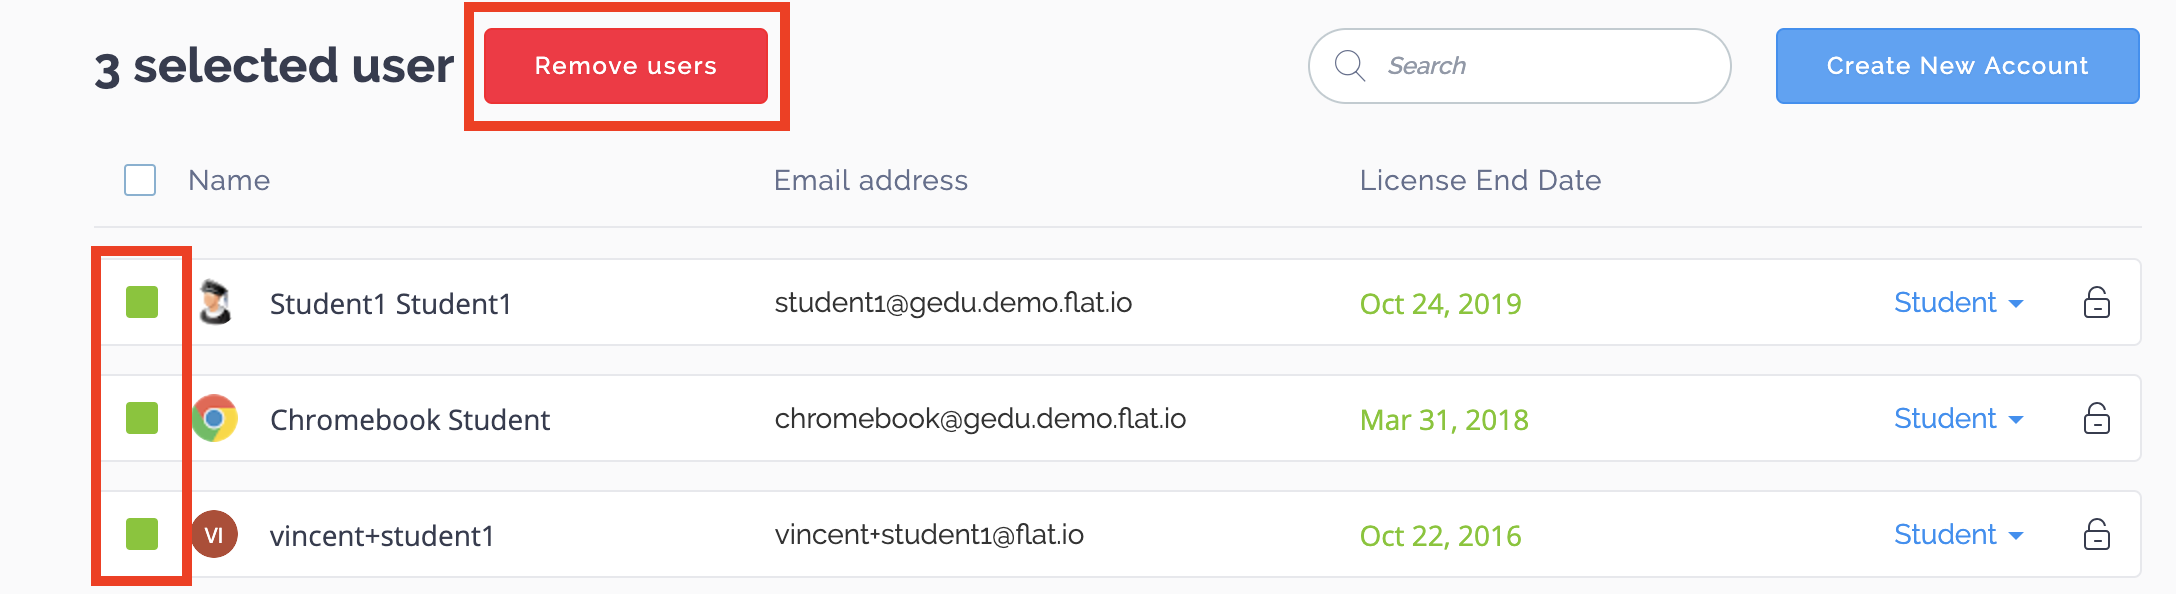 3 selected user Remove users Search Create New Account
Name Email address License End Date
Student1 Student1 student1@gedu.demo.flat.io Oct 24, 2019 Student
Chromebook Student chromebook@gedu.demo.flat.io Mar 31, 2018 Student
VI vincent+student1 vincent+student1@flat.io Oct 22, 2016 Student